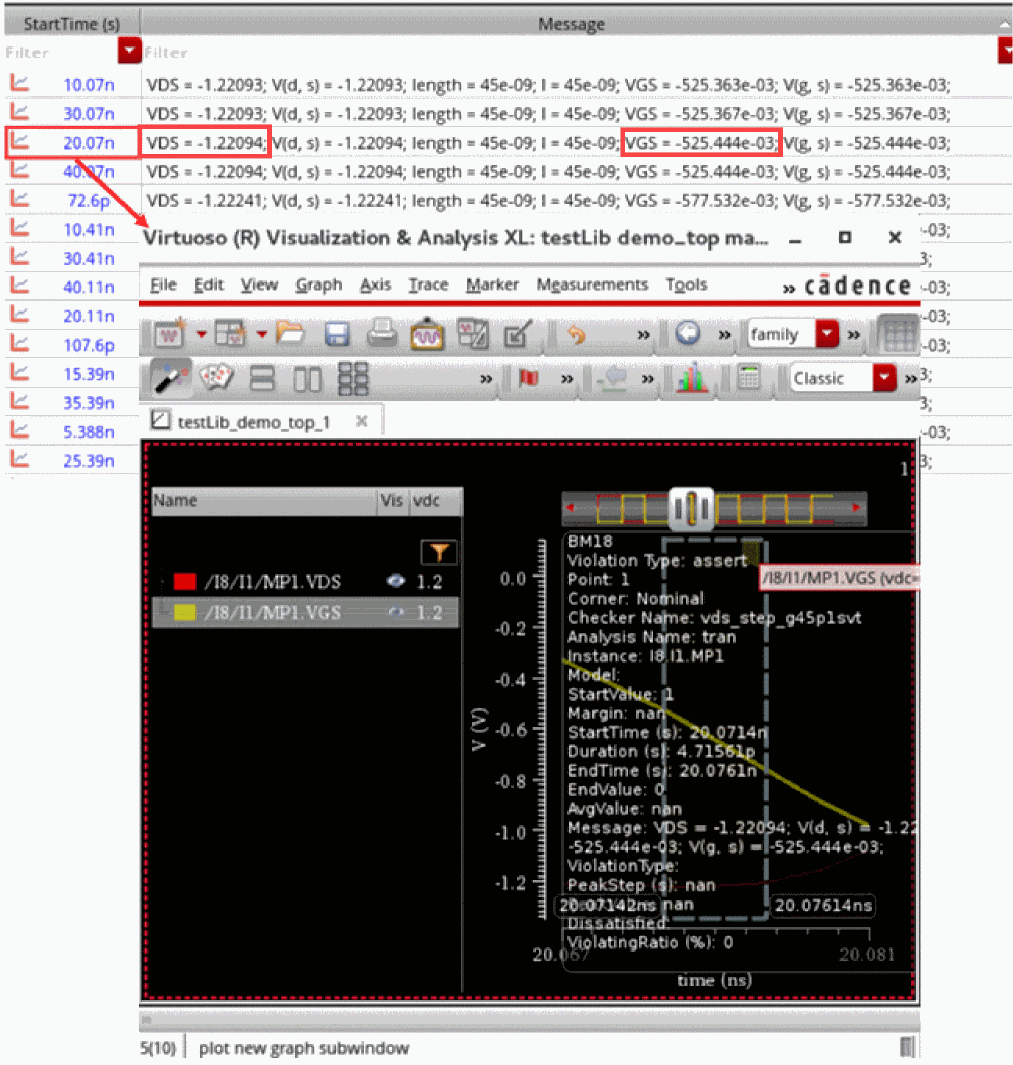 StartTime (s) Message
Filter Filter
10.07n VDS = -1.22093; V(d, s) = -1.22093; length = 45e-09; l = 45e-09; VGS = -525.363e-03; V(g, s) = -525.363e-03;
30.07n VDS = -1.22093; V(d, s) = -1.22093; length = 45e-09; l = 45e-09; VGS = -525.367e-03; V(g, s) = -525.367e-03;
20.07n VDS = -1.22094; V(d, s) = -1.22094; length = 45e-09; l = 45e-09; VGS = -525.444e-03; V(g, s) = -525.444e-03;
40.07n VDS = -1.22094; V(d, s) = -1.22094; length = 45e-09; l = 45e-09; VGS = -525.444e-03; V(g, s) = -525.444e-03;
72.6p VDS = -1.22241; V(d, s) = -1.22241; length = 45e-09; l = 45e-09; VGS = -577.532e-03; V(g, s) = -577.532e-03;
10.41n -03;
Virtuoso (R) Visualization & Analysis XL: testLib demo_top ma...
30.41n 3;
40.11n -03;
File Edit View Graph Axis Trace Marker Measurements Tools » cādence
20.11n -03;
107.6p -03;
» » family »
15.39n 3;
» » » Classic »
35.39n 3;
5.388n -03;
testLib_demo_top_1
25.39n 3;
1
Name Vis vdc
/I8/I1/MP1.VDS 1.2
/I8/I1/MP1.VGS 1.2
BM18
Violation Type: assert
Point: 1
/I8/I1/MP1.VGS (vdc=
Corner: Nominal
Checker Name: vds_step_g45p1svt
Analysis Name: tran
Instance: I8.I1.MP1
Model:
StartValue: 1
Margin: nan
StartTime (s): 20.0714n
Duration (s): 4.71561p
EndTime (s): 20.0761n
EndValue: 0
AvgValue: nan
Message: VDS = -1.22094; V(d, s) = -1.22
-525.444e-03; V(g, s) = -525.444e-03;
ViolationType:
PeakStep (s): nan
20.07142ns nan 20.07614ns
Dissatisfied:
ViolatingRatio (%): 0
0.0
-0.2
-0.4
-0.6
-0.8
-1.0
-1.2
V (V)
20.067 20.081
time (ns)
5(10) plot new graph subwindow